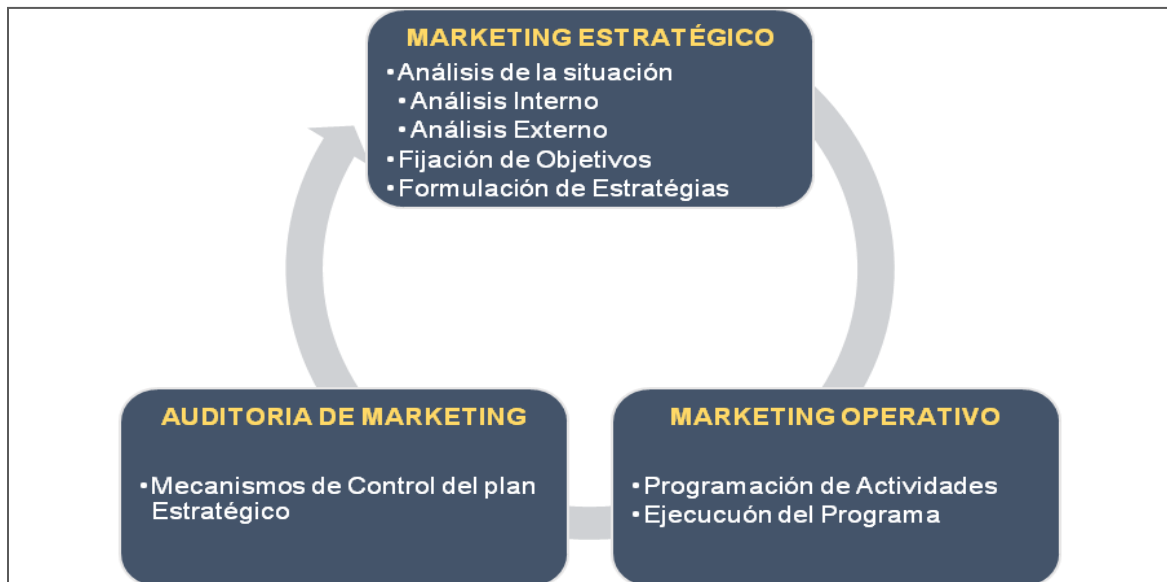 MARKETING ESTRATÉGICO
•Análisis de la situación
•Análisis Interno
•Análisis Externo
•Fijación de Objetivos
•Formulación de Estratégias
AUDITORIA DE MARKETING
•Mecanismos de Control del plan
Estratégico
MARKETING OPERATIVO
•Programación de Actividades
•Ejecucuón del Programa